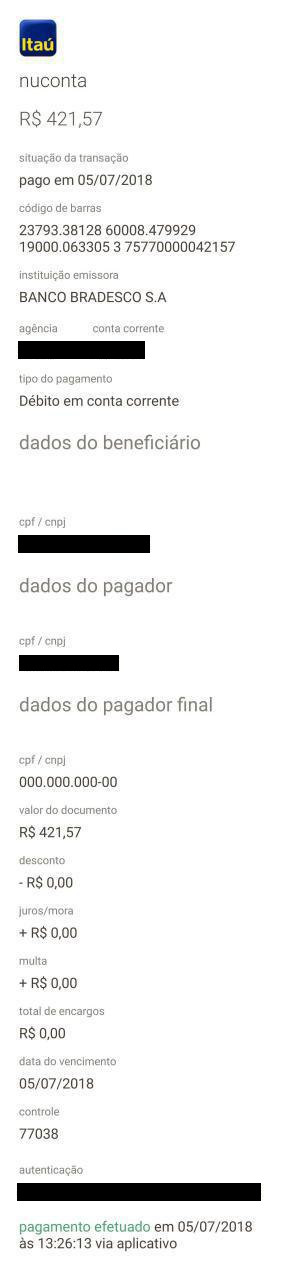 Itaú
nuconta
R$ 421,57
situação da transação
pago em 05/07/2018
código de barras
23793.38128 60008.479929
19000.063305 3 75770000042157
instituição emissora
BANCO BRADESCO S.A
agência conta corrente
tipo do pagamento
Débito em conta corrente
dados do beneficiário
cpf / cnpj
dados do pagador
cpf / cnpj
dados do pagador final
cpf / cnpj
000.000.000-00
valor do documento
R$ 421,57
desconto
- R$ 0,00
juros/mora
+ R$ 0,00
multa
+ R$ 0,00
total de encargos
R$ 0,00
data do vencimento
05/07/2018
controle
77038
autenticação
pagamento efetuado em 05/07/2018
às 13:26:13 via aplicativo